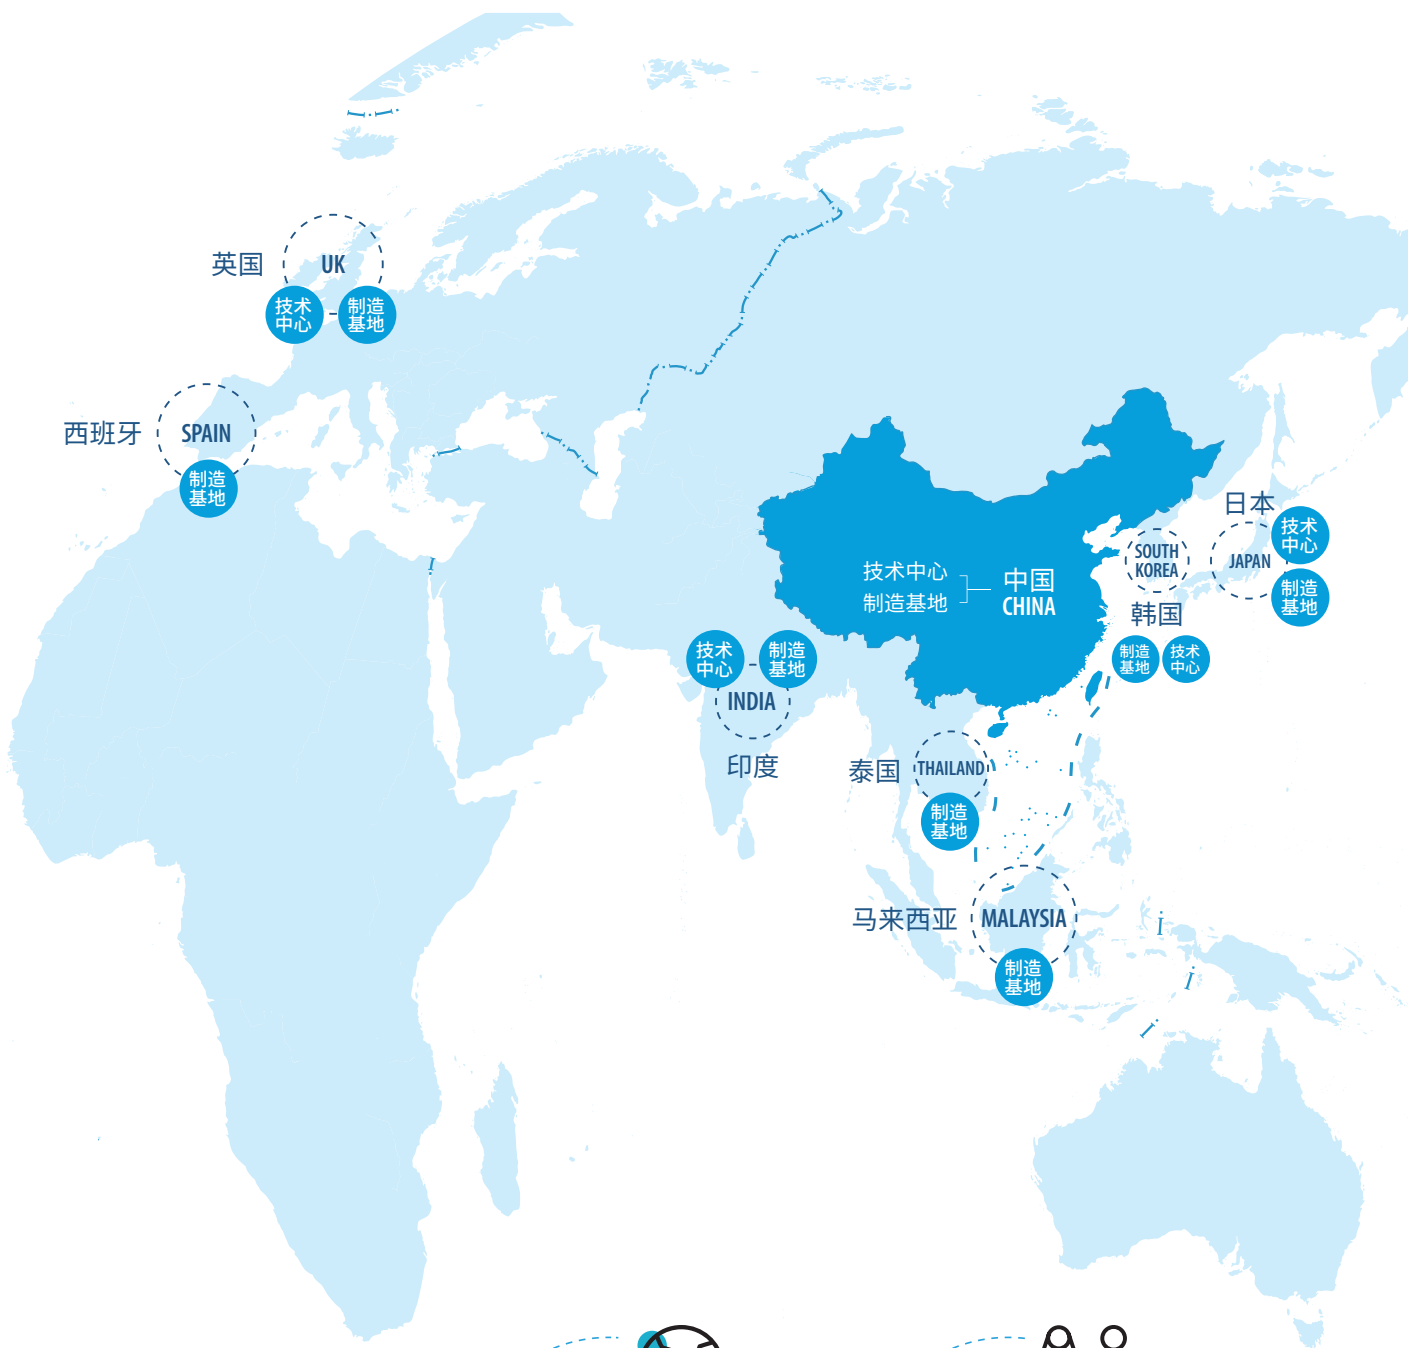 英国
UK
技术
中心
制造
基地
西班牙
SPAIN
制造
基地
日本
JAPAN
技术
中心
制造
基地
SOUTH
KOREA
韩国
制造
基地
技术
中心
技术中心
制造基地
中国
CHINA
技术
中心
制造
基地
INDIA
印度
泰国
THAILAND
制造
基地
马来西亚
MALAYSIA
制造
基地